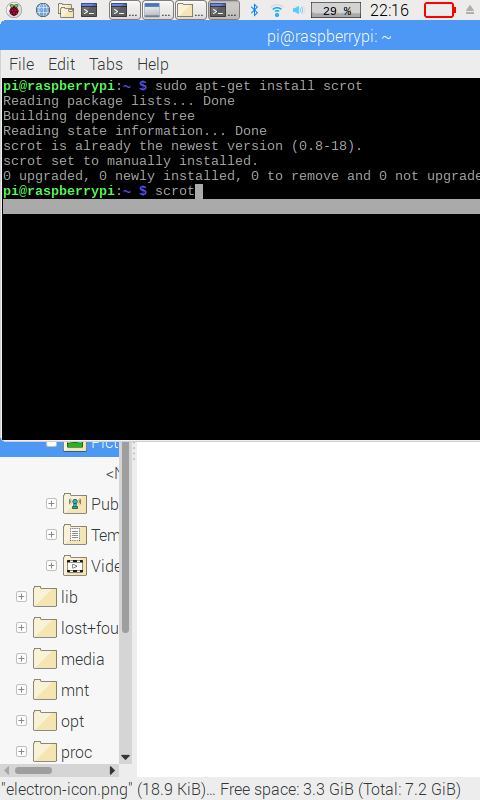 ... ... ... ... 29 % 22:16
pi@raspberrypi: ~
File Edit Tabs Help
pi@raspberrypi:~ $ sudo apt-get install scrot
Reading package lists... Done
Building dependency tree
Reading state information... Done
scrot is already the newest version (0.8-18).
scrot set to manually installed.
0 upgraded, 0 newly installed, 0 to remove and 0 not upgrade
pi@raspberrypi:~ $ scrot
Pict
<N
Pub
Tem
Vide
lib
lost+fou
media
mnt
opt
proc
"electron-icon.png" (18.9 KiB)... Free space: 3.3 GiB (Total: 7.2 GiB)